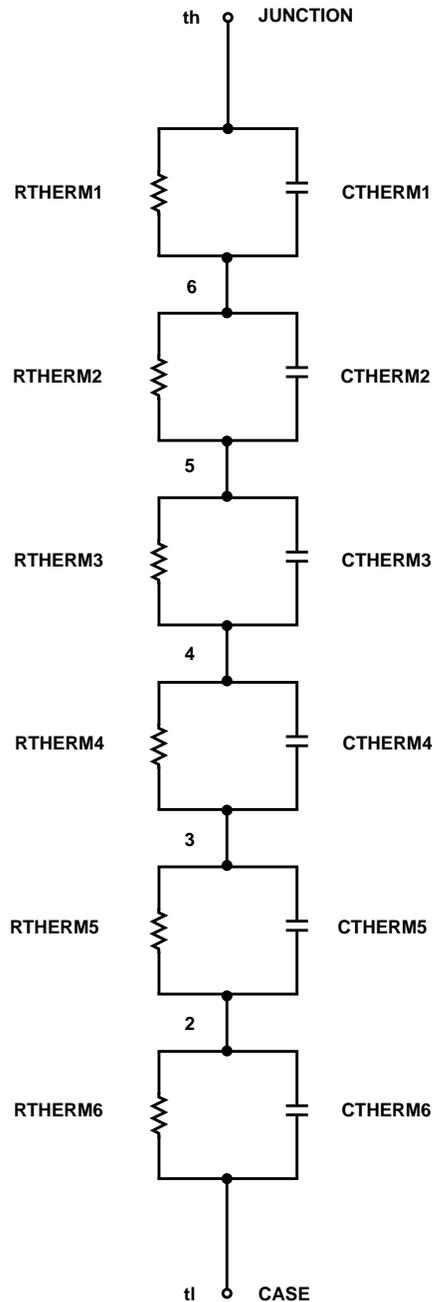 th JUNCTION
RTHERM1 CTHERM1
6
RTHERM2 CTHERM2
5
RTHERM3 CTHERM3
4
RTHERM4 CTHERM4
3
RTHERM5 CTHERM5
2
RTHERM6 CTHERM6
tl CASE